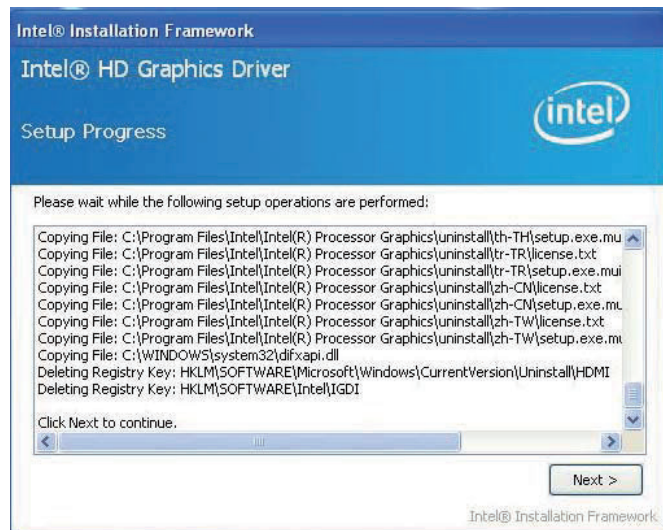 Intel® Installation Framework
Intel® HD Graphics Driver
Setup Progress
intel
Please wait while the following setup operations are performed:
Copying File: C:\Program Files\Intel\Intel(R) Processor Graphics\uninstall\th-TH\setup.exe.mu
Copying File: C:\Program Files\Intel\Intel(R) Processor Graphics\uninstall\tr-TR\license.txt
Copying File: C:\Program Files\Intel\Intel(R) Processor Graphics\uninstall\tr-TR\setup.exe.mui
Copying File: C:\Program Files\Intel\Intel(R) Processor Graphics\uninstall\zh-CN\license.txt
Copying File: C:\Program Files\Intel\Intel(R) Processor Graphics\uninstall\zh-CN\setup.exe.mu
Copying File: C:\Program Files\Intel\Intel(R) Processor Graphics\uninstall\zh-TW\license.txt
Copying File: C:\Program Files\Intel\Intel(R) Processor Graphics\uninstall\zh-TW\setup.exe.mu
Copying File: C:\WINDOWS\system32\difxapi.dll
Deleting Registry Key: HKLM\SOFTWARE\Microsoft\Windows\CurrentVersion\Uninstall\HDMI
Deleting Registry Key: HKLM\SOFTWARE\Intel\IGDI
Click Next to continue.
Next >
Intel® Installation Framework